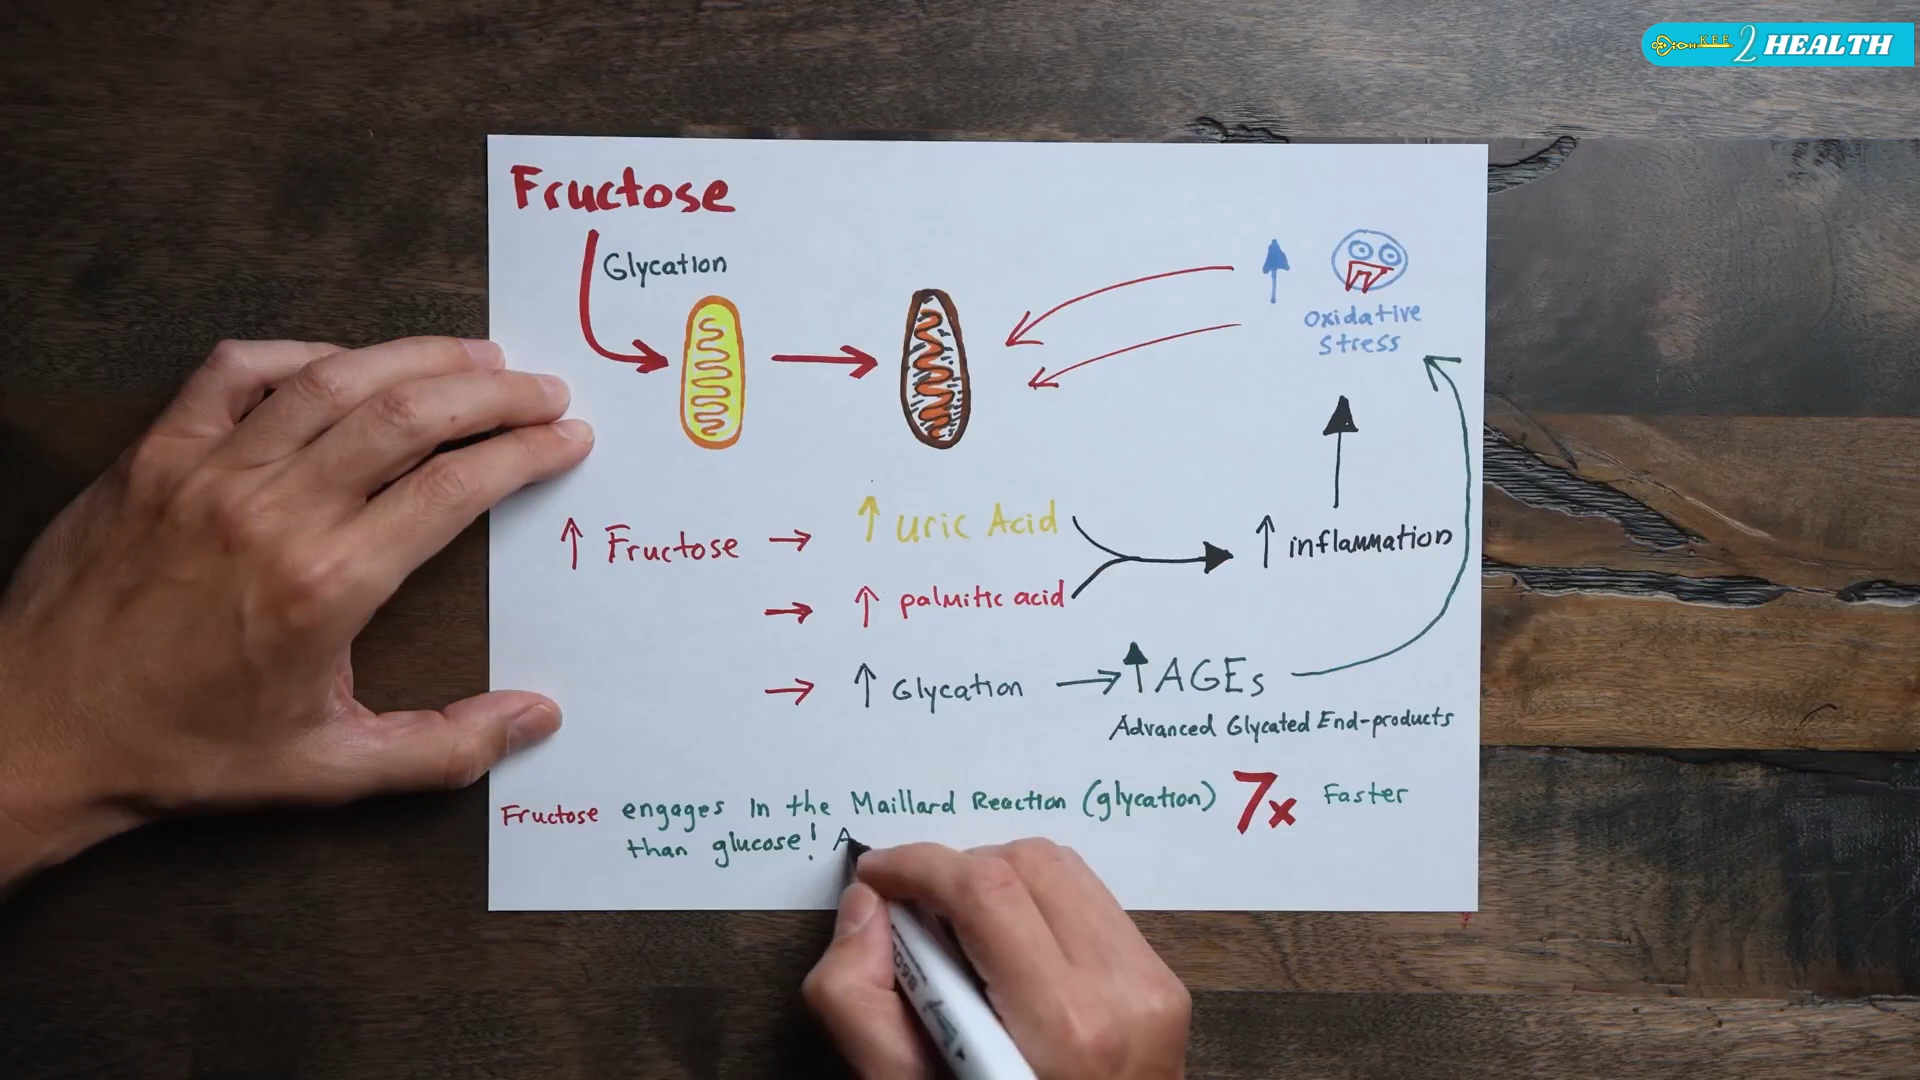 KEE 2 HEALTH
Fructose
Glycation
oxidative
stress
↑ Fructose → ↑ uric Acid
↑ inflammation
→ ↑ palmitic acid
→ ↑ Glycation → ↑ AGEs
Advanced Glycated End-products
Fructose engages in the Maillard Reaction (glycation) 7x Faster
than glucose! A